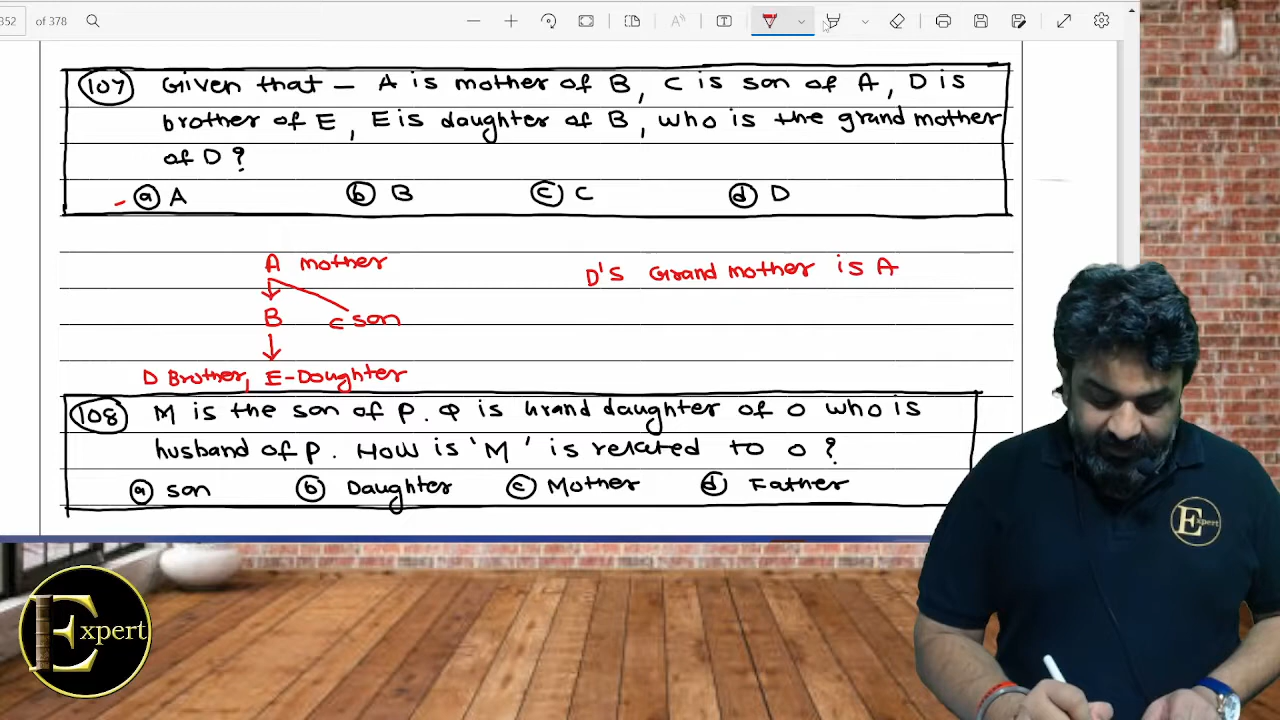 352 of 378
107 Given that - A is mother of B, C is son of A, D is
brother of E, E is daughter of B, who is the grand mother
of D?
a A b B c C d D
A mother
D's Grand mother is A
B C son
D Brother, E-Doughter
108 M is the son of P. Q is Grand daughter of O who is
husband of P. How is 'M' is related to O?
a son b Daughter c Mother d Father
Expert
Expert